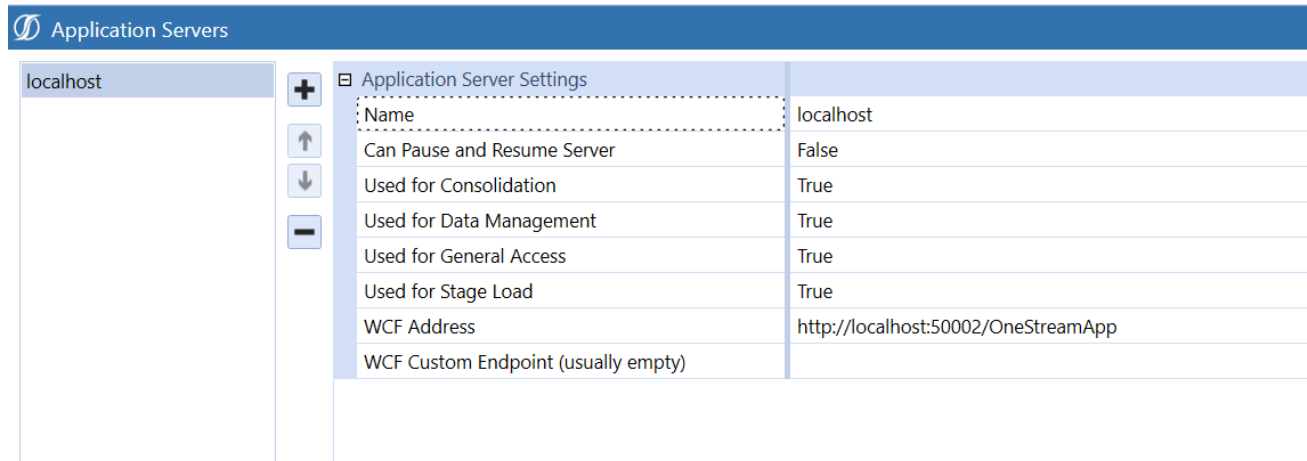 Application Servers
localhost
Application Server Settings
Name localhost
Can Pause and Resume Server False
Used for Consolidation True
Used for Data Management True
Used for General Access True
Used for Stage Load True
WCF Address http://localhost:50002/OneStreamApp
WCF Custom Endpoint (usually empty)